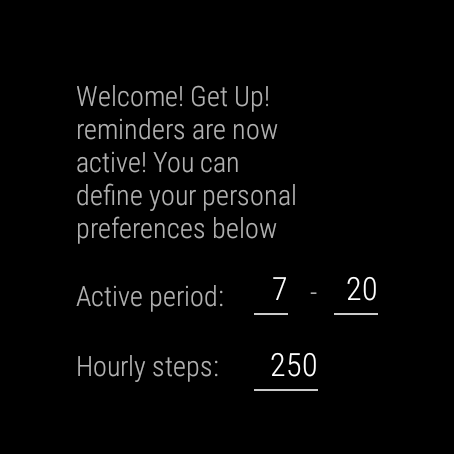 Welcome! Get Up!
reminders are now
active! You can
define your personal
preferences below
Active period: 7 - 20
Hourly steps: 250